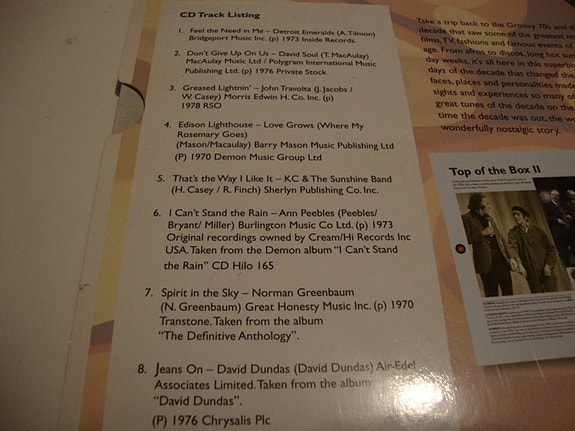 CD Track Listing
1. Feel the Need in Me – Detroit Emeralds (A. Tilmon)
Bridgeport Music Inc. (p) 1973 Inside Records.
2. Don't Give Up On Us – David Soul (T. MacAulay)
MacAulay Music Ltd / Polygram International Music
Publishing Ltd. (p) 1976 Private Stock
3. Greased Lightnin' – John Travolta (J. Jacobs /
W. Casey) Morris Edwin H. Co. Inc. (p)
1978 RSO
4. Edison Lighthouse – Love Grows (Where My
Rosemary Goes)
(Mason/Macaulay) Barry Mason Music Publishing Ltd
(P) 1970 Demon Music Group Ltd
5. That's the Way I Like It – KC & The Sunshine Band
(H. Casey / R. Finch) Sherlyn Publishing Co. Inc.
6. I Can't Stand the Rain – Ann Peebles (Peebles/
Bryant/ Miller) Burlington Music Co Ltd. (p) 1973
Original recordings owned by Cream/Hi Records Inc
USA. Taken from the Demon album "I Can't Stand
the Rain" CD Hilo 165
7. Spirit in the Sky – Norman Greenbaum
(N. Greenbaum) Great Honesty Music Inc. (p) 1970
Transtone. Taken from the album
"The Definitive Anthology".
8. Jeans On – David Dundas (David Dundas) Air-Edel
Associates Limited. Taken from the album
"David Dundas".
(P) 1976 Chrysalis Plc
Take a trip back to the Groovy 70s and th
decade that saw some of the greatest m
films, TV, fashions and famous events of
age. From afros to discos, long hot sum
day weeks, it's all here in this superb
days of the decade that changed the
faces, places and personalities made
sights and experiences so many of
great tunes of the decade on the
time the decade was out, the wo
wonderfully nostalgic story.
Top of the Box II